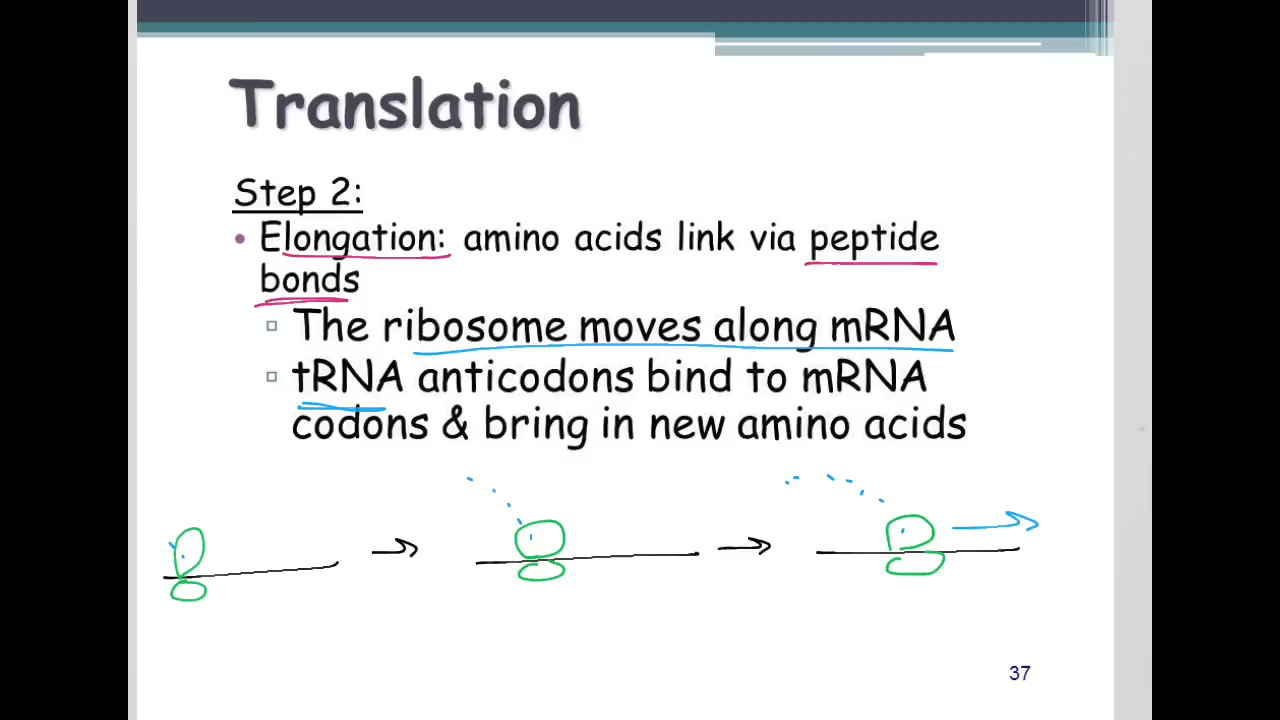 Translation
Step 2:
• Elongation: amino acids link via peptide
bonds
▫ The ribosome moves along mRNA
▫ tRNA anticodons bind to mRNA
codons & bring in new amino acids
37